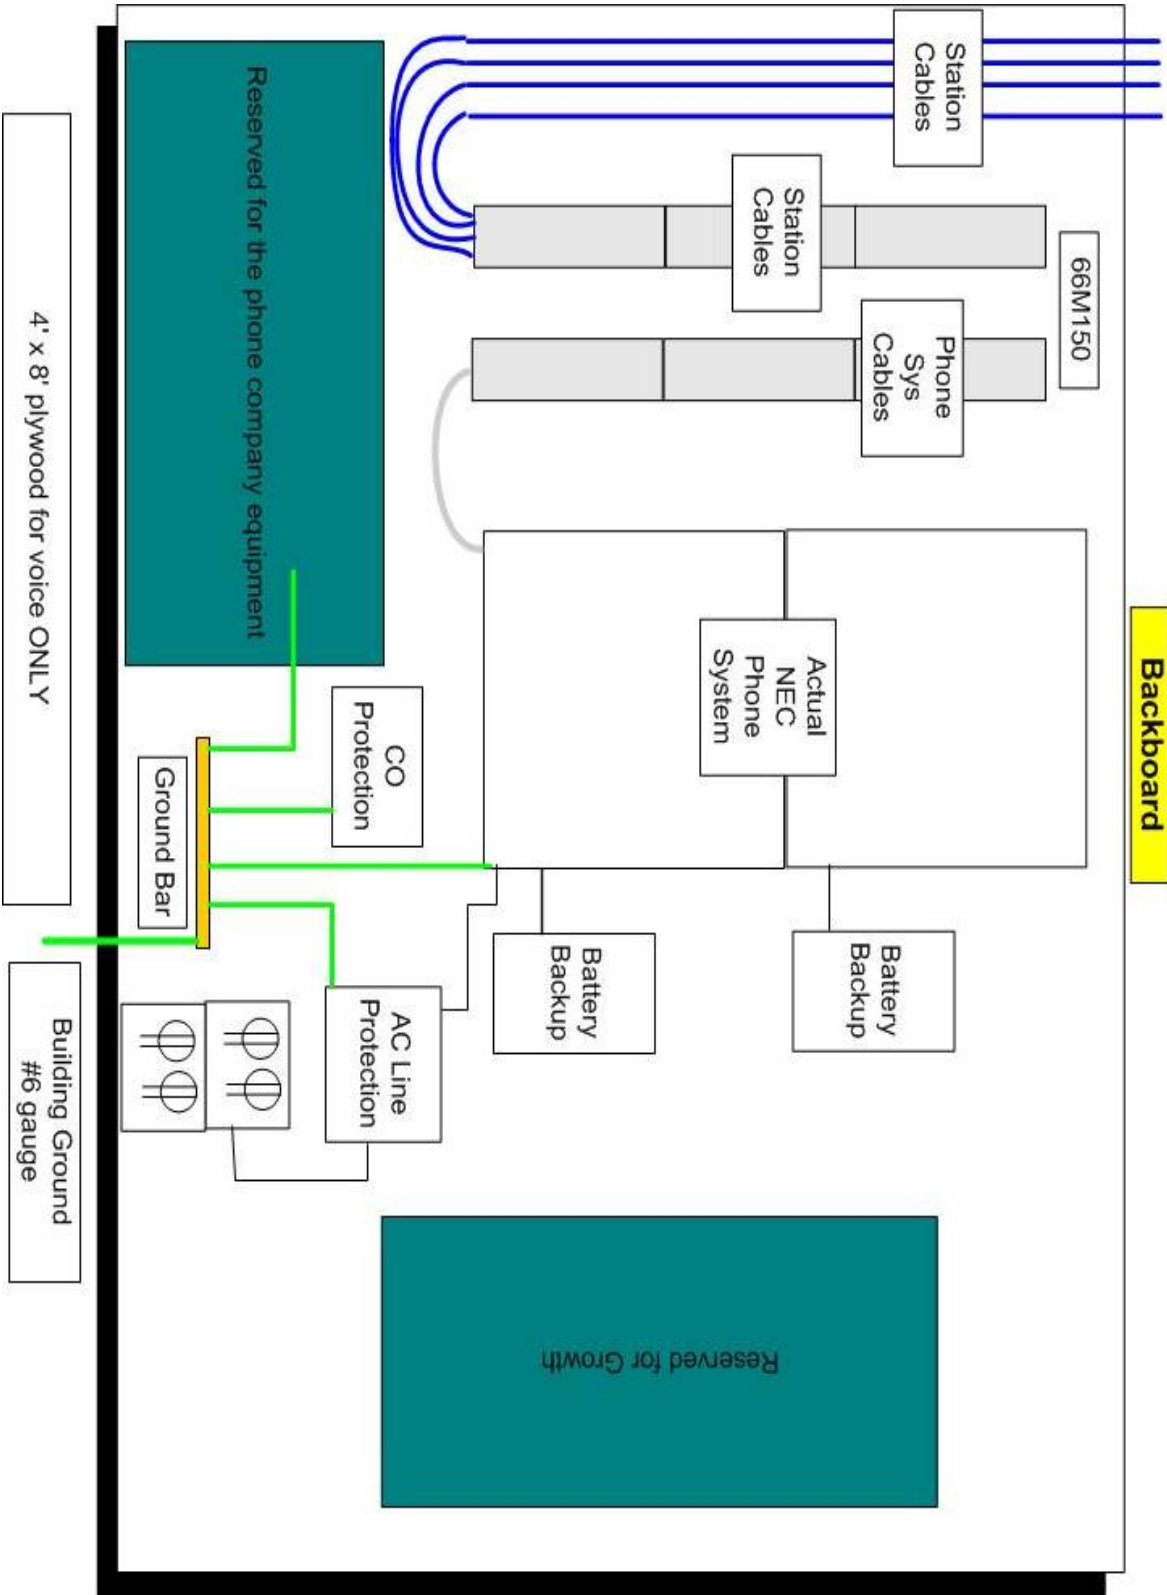 Backboard
Station
Cables
66M150
Station
Cables
Phone
Sys
Cables
Actual
NEC
Phone
System
Battery
Backup
Battery
Backup
Reserved for Growth
Reserved for the phone company equipment
CO
Protection
AC Line
Protection
Ground Bar
4' x 8' plywood for voice ONLY
Building Ground
#6 gauge